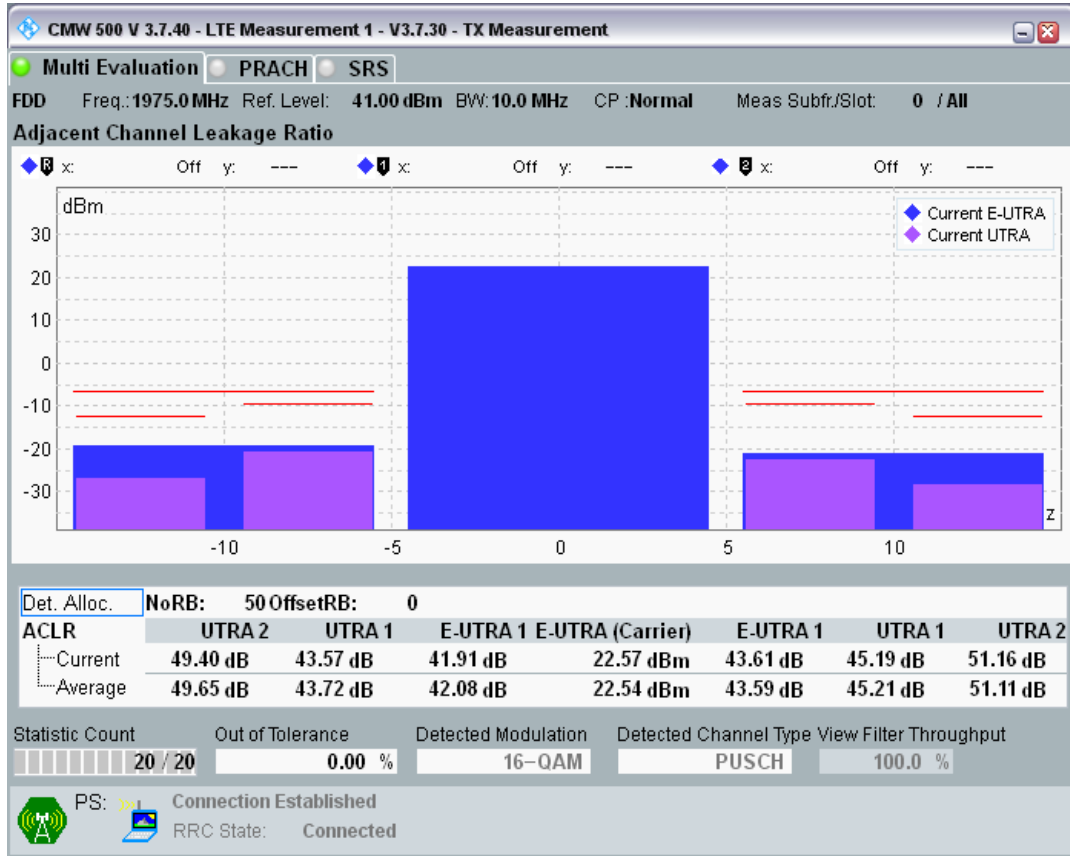 CMW 500 V 3.7.40 - LTE Measurement 1 - V3.7.30 - TX Measurement
Multi Evaluation PRACH SRS
FDD Freq.: 1975.0 MHz Ref. Level: 41.00 dBm BW: 10.0 MHz CP :Normal Meas Subfr./Slot: 0 / All
Adjacent Channel Leakage Ratio
R x: Off y: --- 1 x: Off y: --- 2 x: Off y: ---
dBm
Current E-UTRA
Current UTRA
30
20
10
0
-10
-20
-30
z
-10 -5 0 5 10
Det. Alloc. NoRB: 50 OffsetRB: 0
ACLR UTRA 2 UTRA 1 E-UTRA 1 E-UTRA (Carrier) E-UTRA 1 UTRA 1 UTRA 2
Current 49.40 dB 43.57 dB 41.91 dB 22.57 dBm 43.61 dB 45.19 dB 51.16 dB
Average 49.65 dB 43.72 dB 42.08 dB 22.54 dBm 43.59 dB 45.21 dB 51.11 dB
Statistic Count Out of Tolerance Detected Modulation Detected Channel Type View Filter Throughput
20 / 20 0.00 % 16-QAM PUSCH 100.0 %
PS: Connection Established
RRC State: Connected